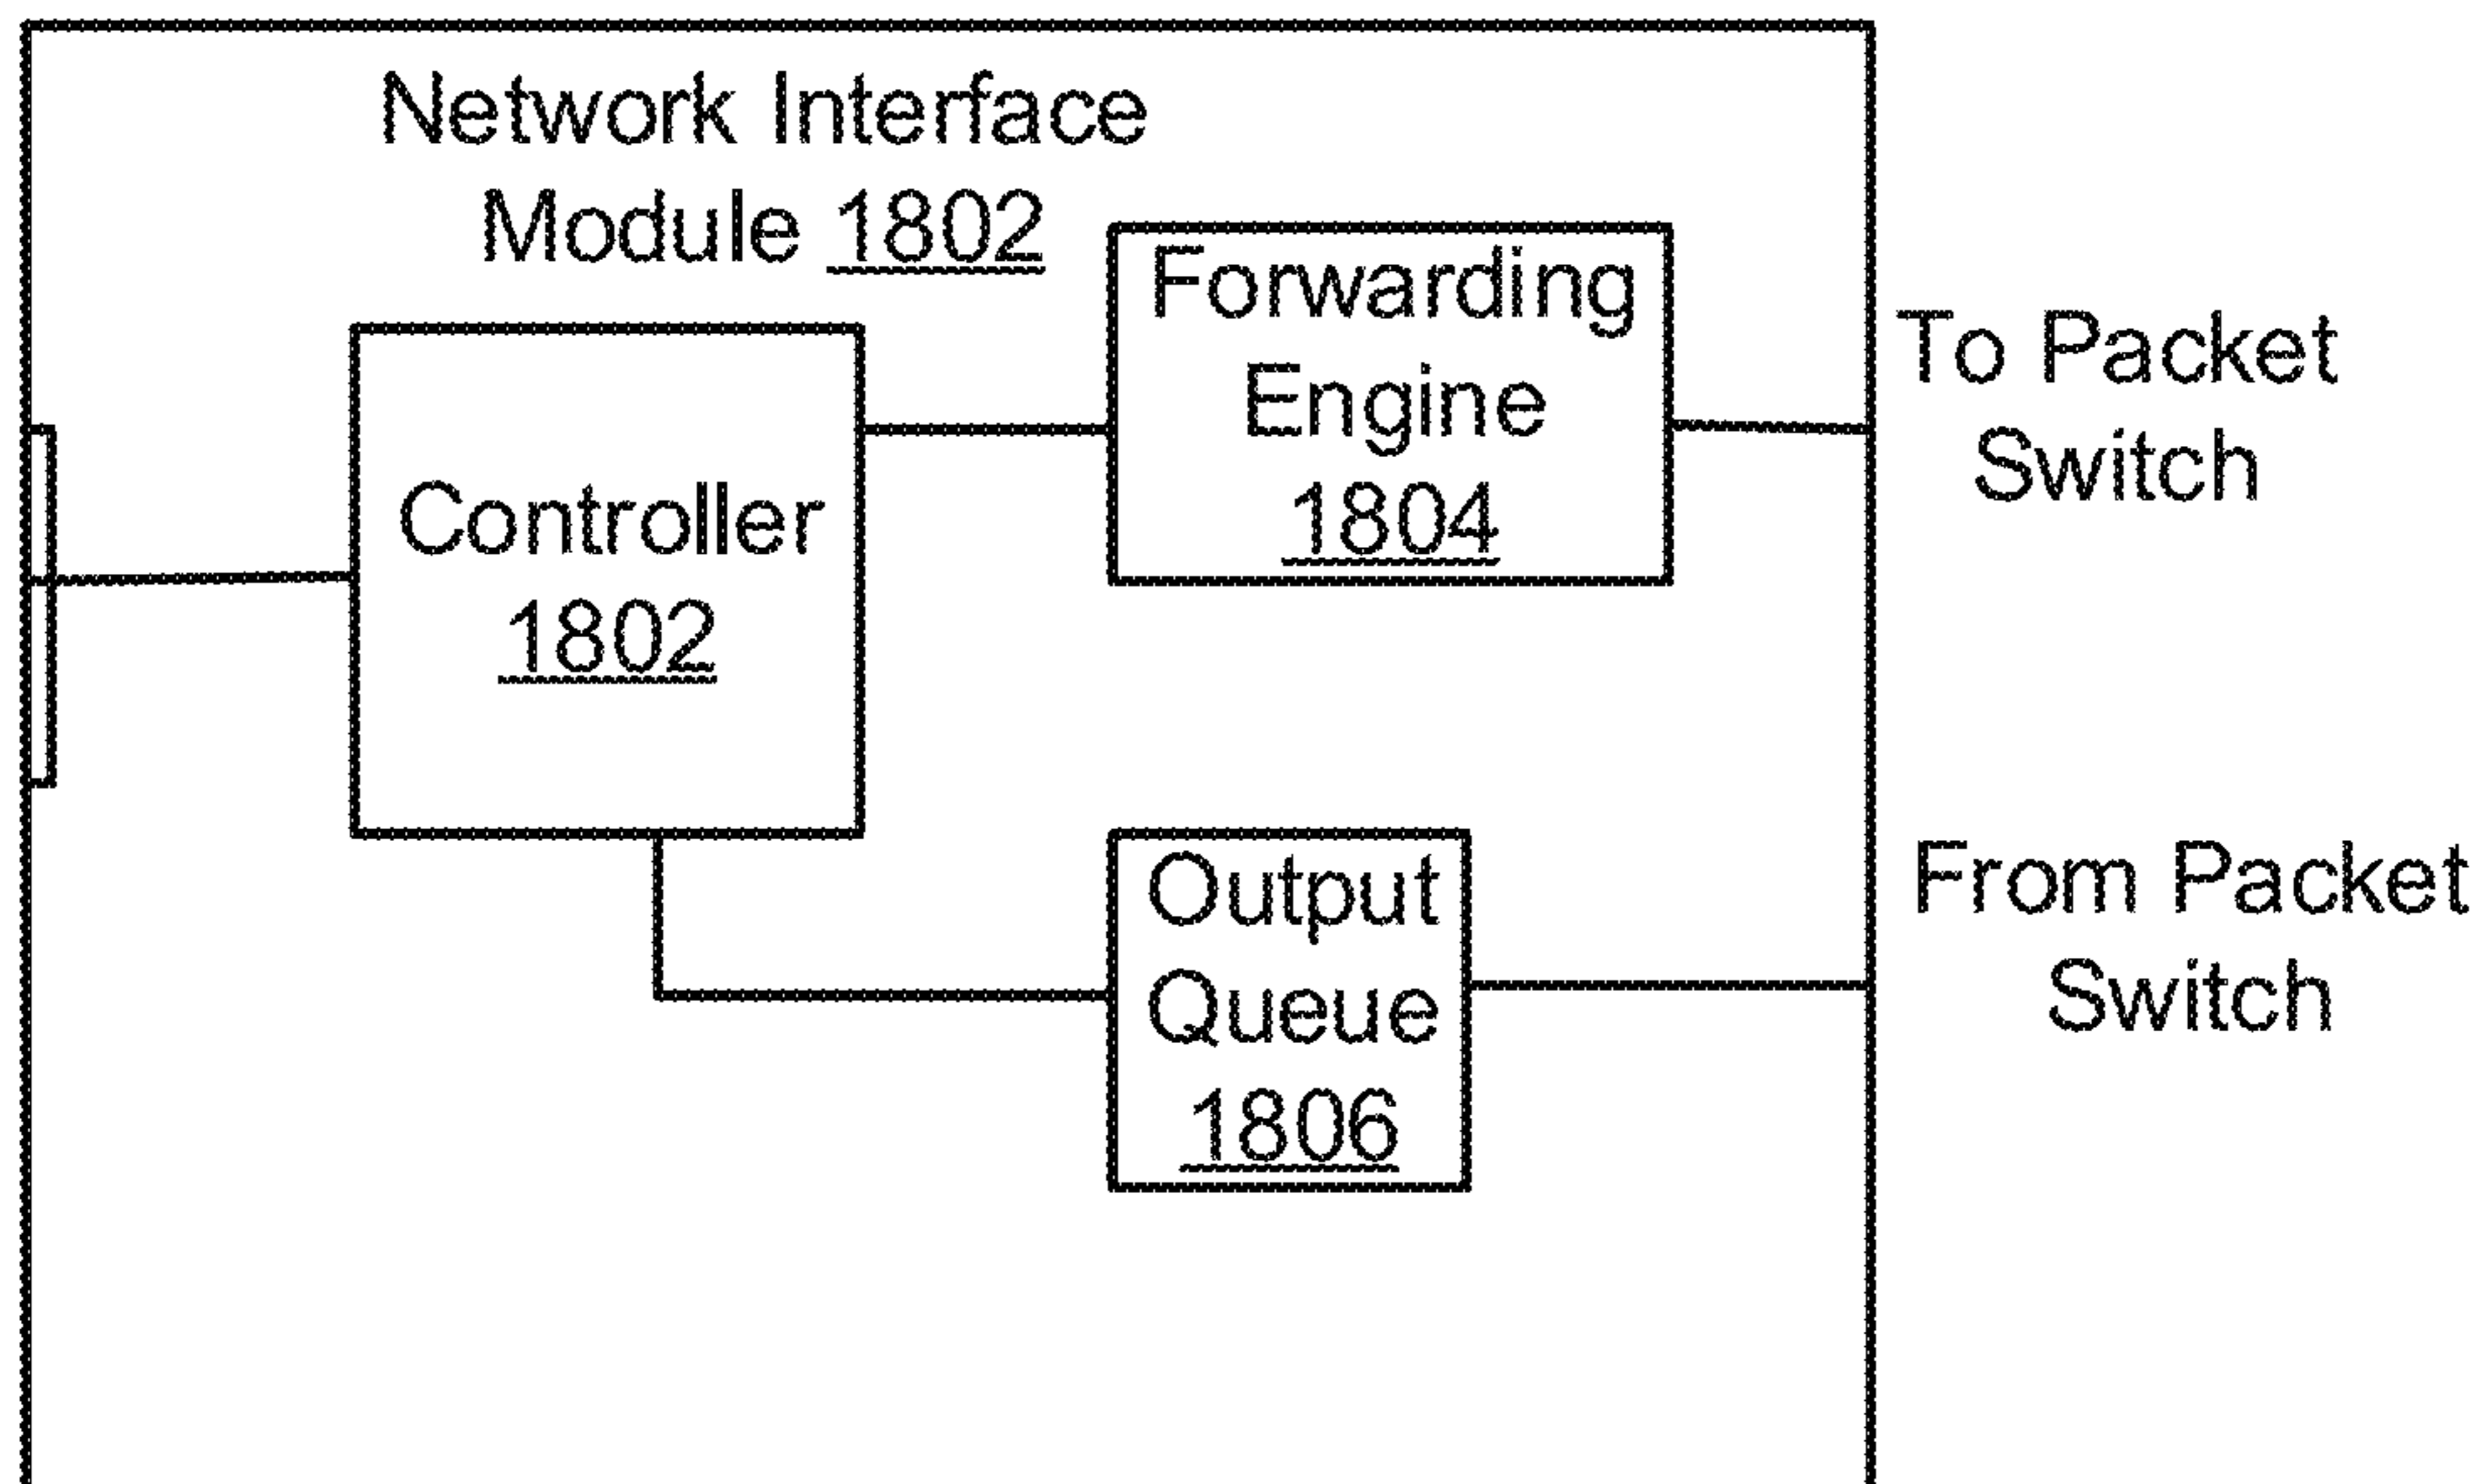 Network Interface
Module 1802
Forwarding
Engine
1804
To Packet
Switch
Controller
1802
Output
Queue
1806
From Packet
Switch